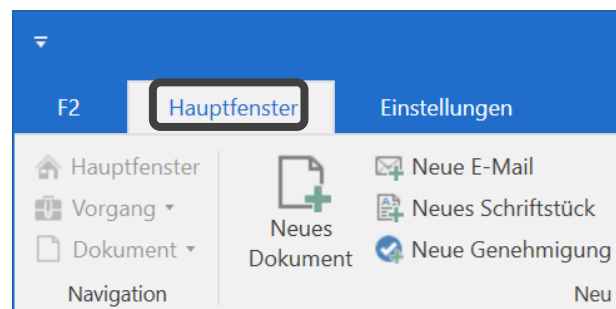 F2 Hauptfenster Einstellungen
Hauptfenster
Vorgang
Dokument
Navigation
Neues
Dokument
Neue E-Mail
Neues Schriftstück
Neue Genehmigung
Neu